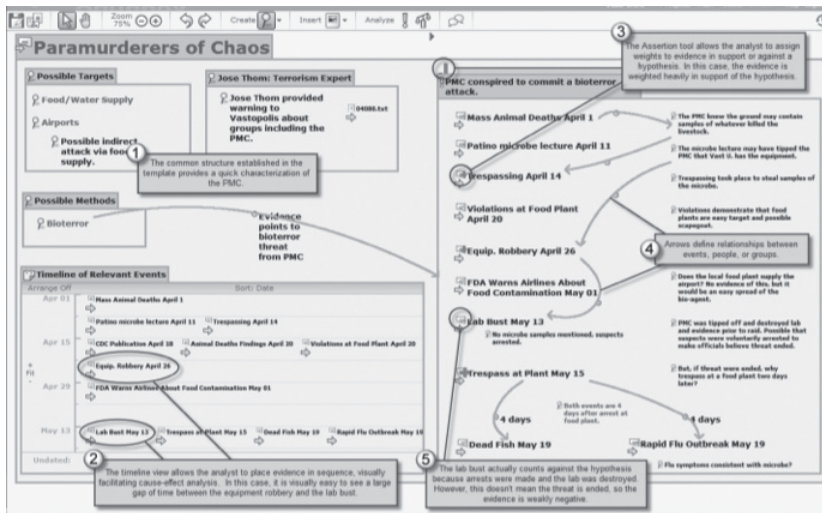 Zoom
75%
Create
Insert
Analyze
Paramurderers of Chaos
Possible Targets
Food/Water Supply
Airports
Possible indirect
attack via food
supply.
Jose Thom: Terrorism Expert
Jose Thom provided
warning to
Vastopolis about
groups including the
PMC.
04088.txt
1
The common structure established in the
template provides a quick characterization of
the PMC.
Possible Methods
Bioterror
Evidence
points to
bioterror
threat
from PMC
Timeline of Relevant Events
Arrange Off
Sort: Date
Apr 01
Mass Animal Deaths April 1
Patino microbe lecture April 11
Trespassing April 14
Apr 15
CDC Publication April 18
Animal Deaths Findings April 20
Violations at Food Plant April 20
Equip. Robbery April 26
Fit
Apr 29
FDA Warns Airlines About Food Contamination May 01
May 13
Lab Bust May 13
Trespass at Plant May 15
Dead Fish May 19
Rapid Flu Outbreak May 19
Undated:
2
The timeline view allows the analyst to place evidence in sequence, visually
facilitating cause-effect analysis. In this case, it is visually easy to see a large
gap of time between the equipment robbery and the lab bust.
3
The Assertion tool allows the analyst to assign
weights to evidence in support or against a
hypothesis. In this case, the evidence is
weighted heavily in support of the hypothesis.
PMC conspired to commit a bioterror
attack.
Mass Animal Deaths April 1
The PMC knew the ground may contain
samples of whatever killed the
livestock.
Patino microbe lecture April 11
The microbe lecture may have tipped the
PMC that Vast U. has the equipment.
Trespassing April 14
Trespassing took place to steal samples of
the microbe.
Violations at Food Plant
April 20
Violations demonstrate that food
plants are easy target and possible
scapegoat.
4
Arrows define relationships between
events, people, or groups.
Equip. Robbery April 26
FDA Warns Airlines About
Food Contamination May 01
Does the local food plant supply the
airport? No evidence of this, but it
would be an easy spread of the
bio-agent.
Lab Bust May 13
No microbe samples mentioned, suspects
arrested.
PMC was tipped off and destroyed lab
and evidence prior to raid. Possible that
suspects were voluntarily arrested to
make officials believe threat ended.
Trespass at Plant May 15
But, if threat were ended, why
trespass at a food plant two days
later?
4 days
Both events are 4
days after arrest at
food plant.
4 days
Dead Fish May 19
Rapid Flu Outbreak May 19
Flu symptoms consistent with microbe?
5
The lab bust actually counts against the hypothesis
because arrests were made and the lab was destroyed.
However, this doesn't mean the threat is ended, so the
evidence is weakly negative.